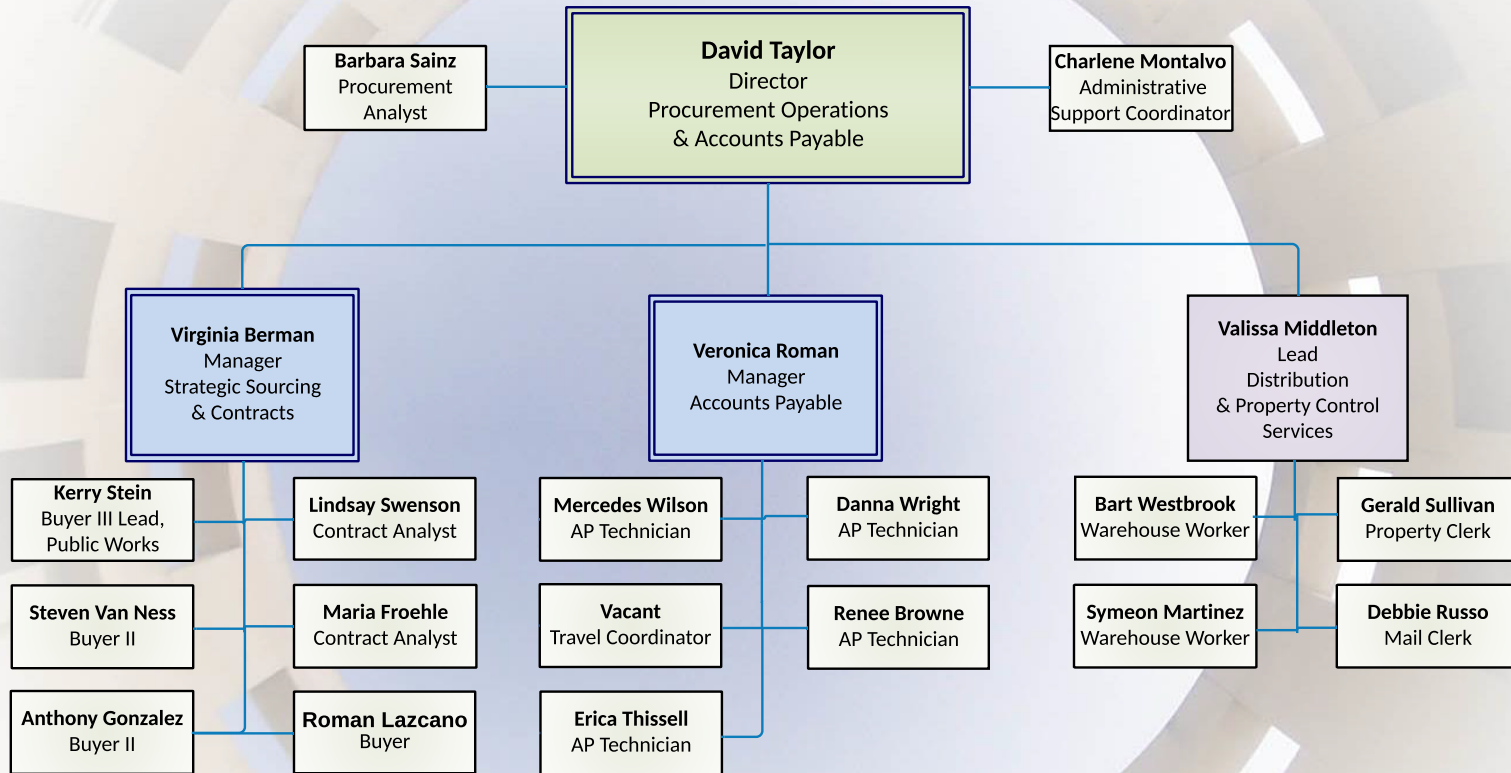 Barbara Sainz
Procurement
Analyst
David Taylor
Director
Procurement Operations
& Accounts Payable
Charlene Montalvo
Administrative
Support Coordinator
Virginia Berman
Manager
Strategic Sourcing
& Contracts
Veronica Roman
Manager
Accounts Payable
Valissa Middleton
Lead
Distribution
& Property Control
Services
Kerry Stein
Buyer III Lead,
Public Works
Lindsay Swenson
Contract Analyst
Mercedes Wilson
AP Technician
Danna Wright
AP Technician
Bart Westbrook
Warehouse Worker
Gerald Sullivan
Property Clerk
Steven Van Ness
Buyer II
Maria Froehle
Contract Analyst
Vacant
Travel Coordinator
Renee Browne
AP Technician
Symeon Martinez
Warehouse Worker
Debbie Russo
Mail Clerk
Anthony Gonzalez
Buyer II
Roman Lazcano
Buyer
Erica Thissell
AP Technician